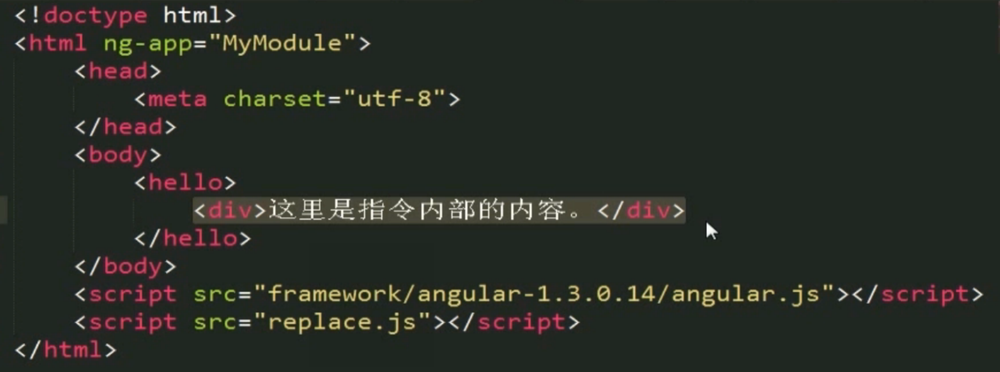 <!doctype html>
<html ng-app="MyModule">
<head>
<meta charset="utf-8">
</head>
<body>
<hello>
<div>这里是指令内部的内容。</div>
</hello>
</body>
<script src="framework/angular-1.3.0.14/angular.js"></script>
<script src="replace.js"></script>
</html>